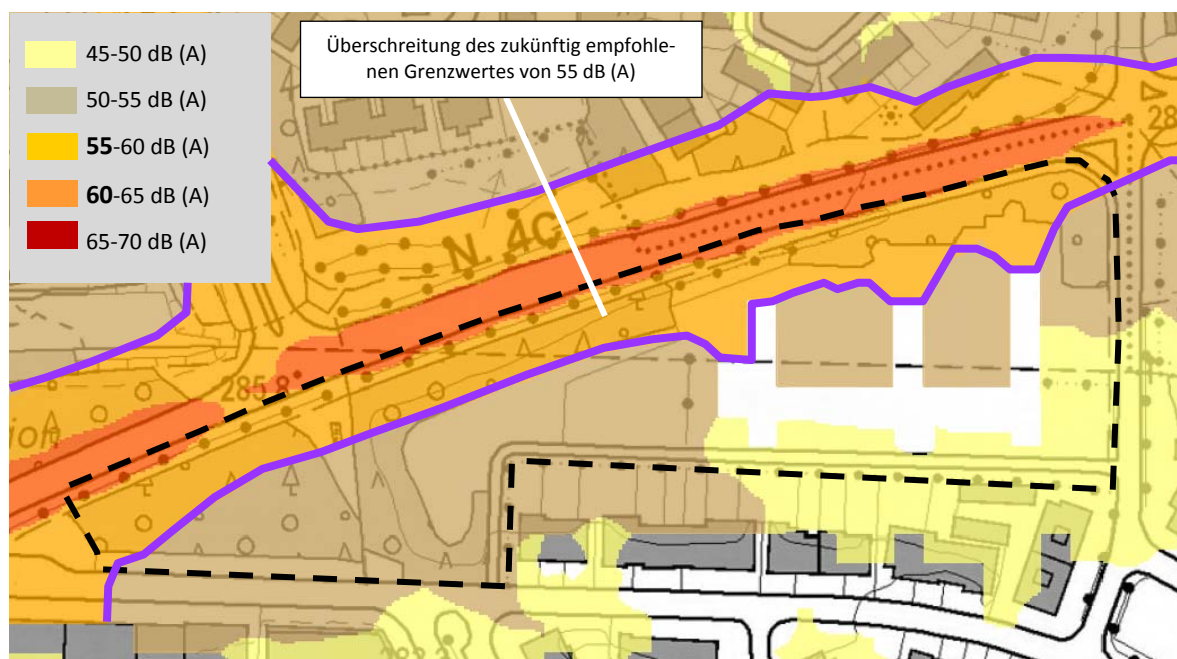 45-50 dB (A)
50-55 dB (A)
55-60 dB (A)
60-65 dB (A)
65-70 dB (A)
Überschreitung des zukünftig empfohle-
nen Grenzwertes von 55 dB (A)
N. 4C
285.8
28